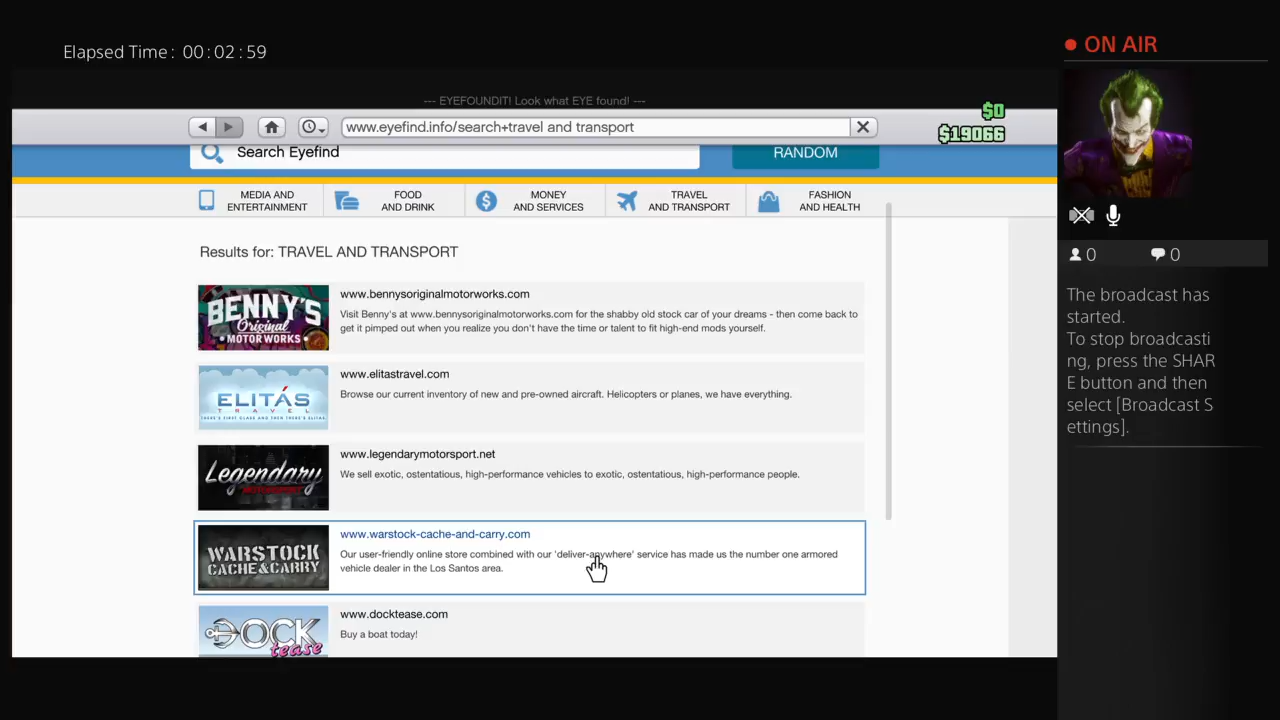 Elapsed Time: 00:02:59
ON AIR
--- EYEFOUNDIT! Look what EYE found! ---
$0
www.eyefind.info/search+travel and transport
$19066
Search Eyefind
RANDOM
MEDIA AND
ENTERTAINMENT
FOOD
AND DRINK
MONEY
AND SERVICES
TRAVEL
AND TRANSPORT
FASHION
AND HEALTH
Results for: TRAVEL AND TRANSPORT
BENNY'S
Original
MOTOR WORKS
www.bennysoriginalmotorworks.com
Visit Benny's at www.bennysoriginalmotorworks.com for the shabby old stock car of your dreams - then come back to
get it pimped out when you realize you don't have the time or talent to fit high-end mods yourself.
ELITÁS
TRAVEL
THERE'S FIRST CLASS AND THEN THERE'S ELITÁS
www.elitastravel.com
Browse our current inventory of new and pre-owned aircraft. Helicopters or planes, we have everything.
Legendary
MOTORSPORT
www.legendarymotorsport.net
We sell exotic, ostentatious, high-performance vehicles to exotic, ostentatious, high-performance people.
WARSTOCK
CACHE&CARRY
www.warstock-cache-and-carry.com
Our user-friendly online store combined with our 'deliver-anywhere' service has made us the number one armored
vehicle dealer in the Los Santos area.
DOCK
tease
www.docktease.com
Buy a boat today!
0
0
The broadcast has
started.
To stop broadcasti
ng, press the SHAR
E button and then
select [Broadcast S
ettings].